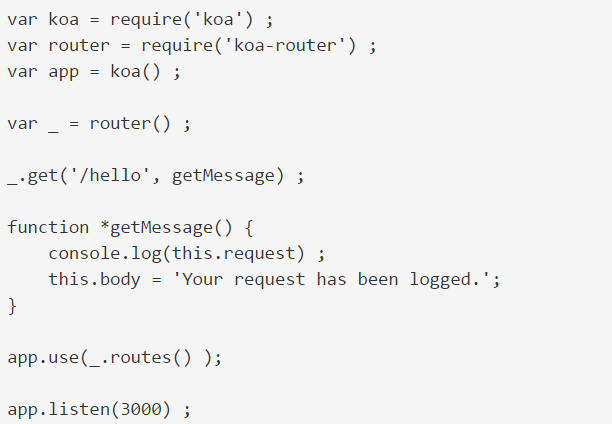 var koa = require('koa') ;
var router = require('koa-router') ;
var app = koa() ;
var _ = router() ;
_.get('/hello', getMessage) ;
function *getMessage() {
    console.log(this.request) ;
    this.body = 'Your request has been logged.';
}
app.use(_.routes() );
app.listen(3000) ;